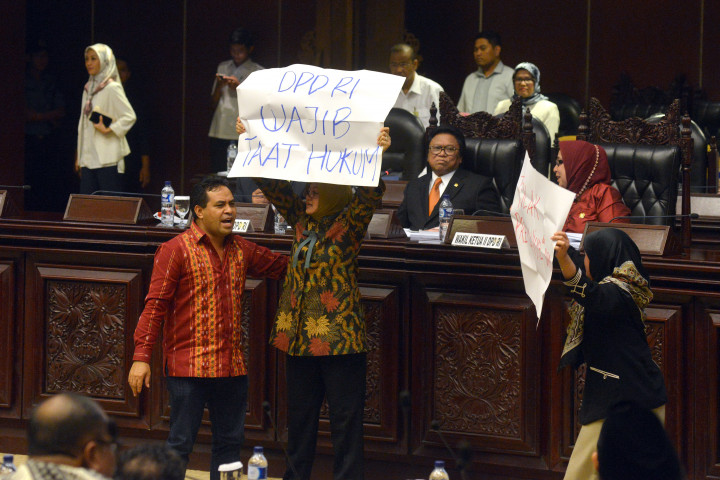 DPD RI
WAJIB
TAAT HUKUM
WAKIL KETUA II DPD RI